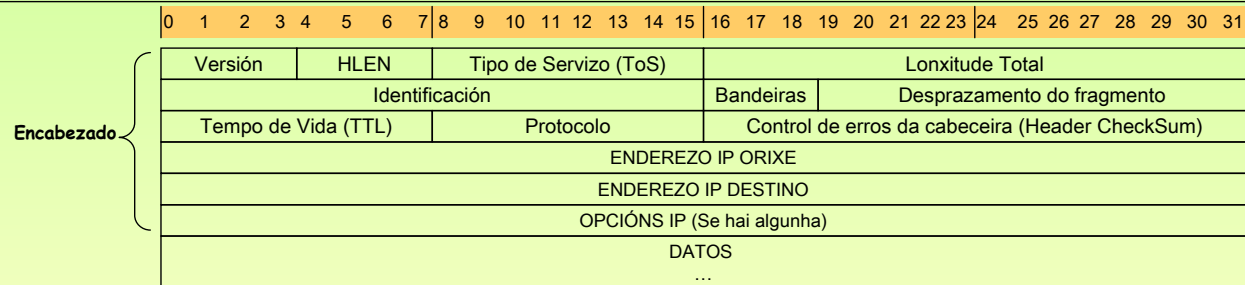 0 1 2 3 4 5 6 7 8 9 10 11 12 13 14 15 16 17 18 19 20 21 22 23 24 25 26 27 28 29 30 31
Versión HLEN Tipo de Servizo (ToS) Lonxitude Total
Identificación Bandeiras Desprazamento do fragmento
Encabezado Tempo de Vida (TTL) Protocolo Control de erros da cabeceira (Header CheckSum)
ENDEREZO IP ORIXE
ENDEREZO IP DESTINO
OPCIÓNS IP (Se hai algunha)
DATOS
…